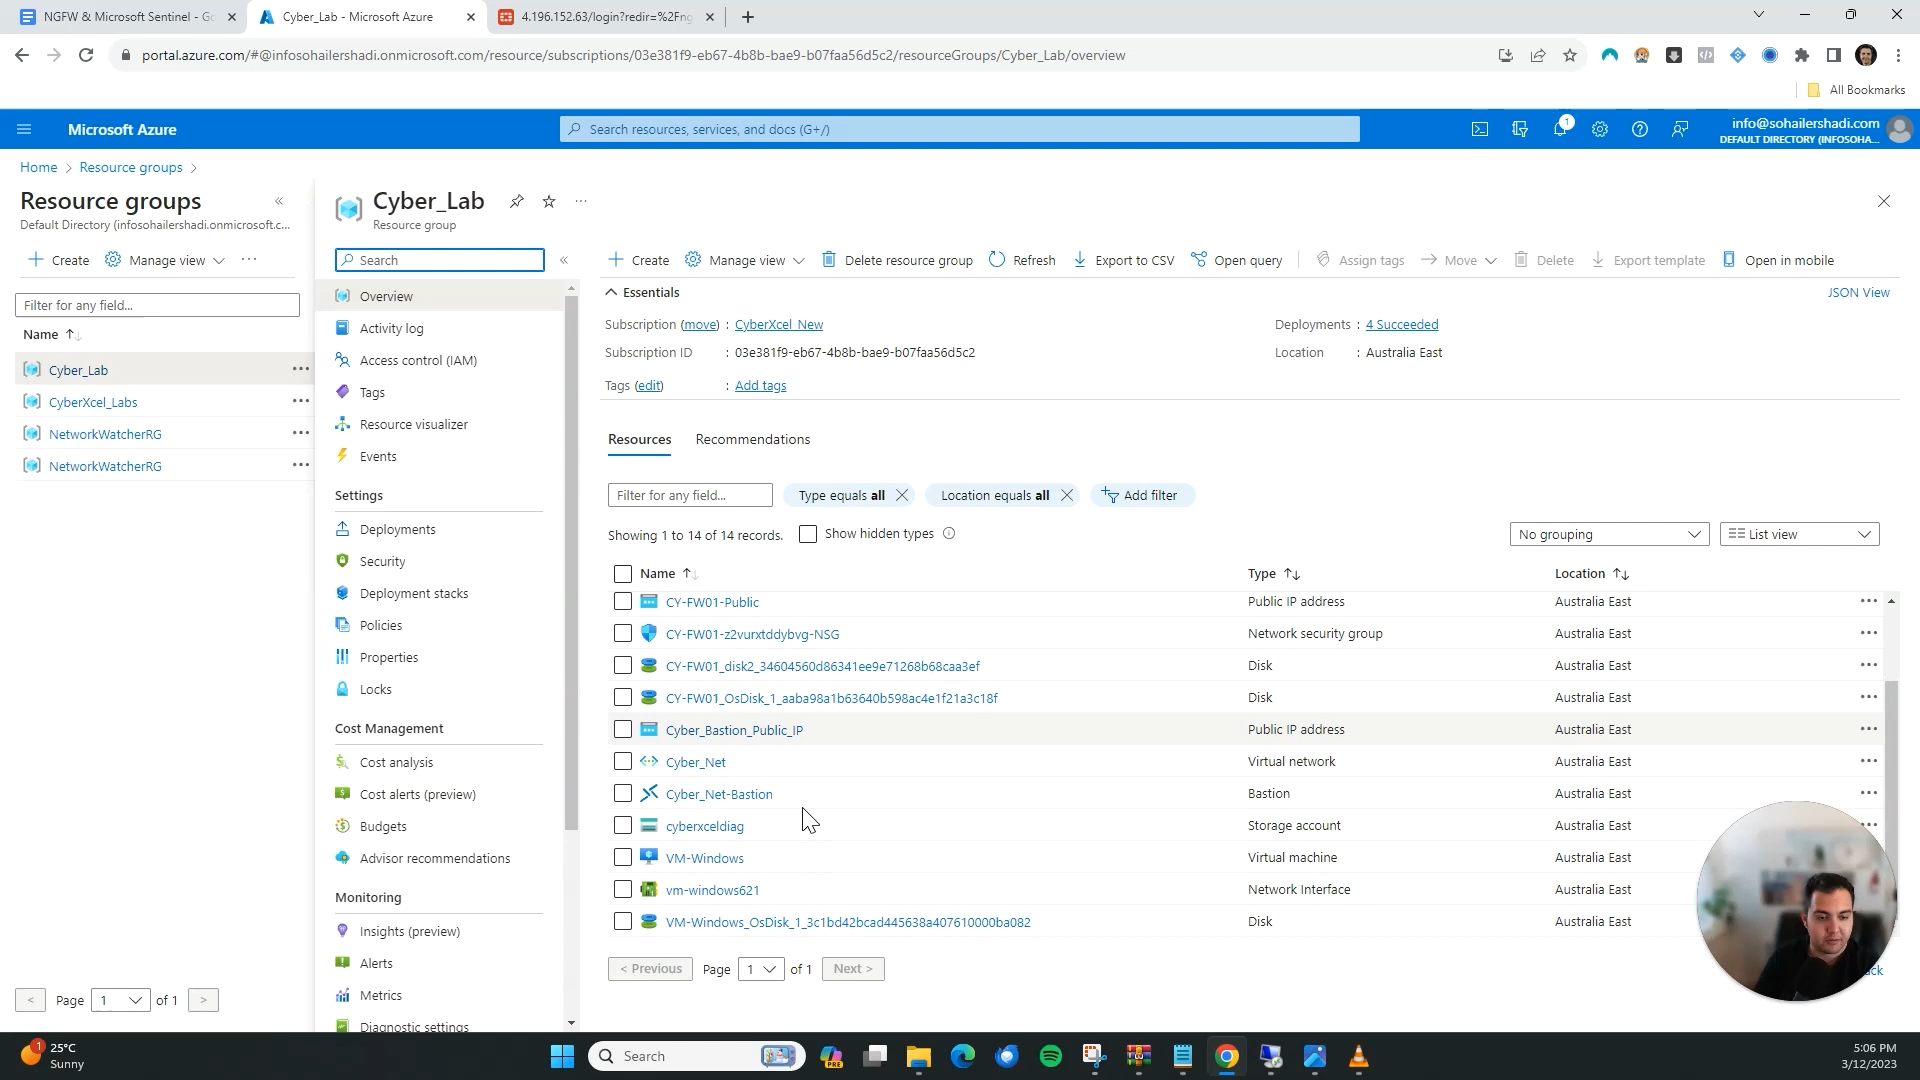 NGFW & Microsoft Sentinel - Go
Cyber_Lab - Microsoft Azure
4.196.152.63/login?redir=%2Fng
portal.azure.com/#@infosohailershadi.onmicrosoft.com/resource/subscriptions/03e381f9-eb67-4b8b-bae9-b07faa56d5c2/resourceGroups/Cyber_Lab/overview
All Bookmarks
Microsoft Azure
Search resources, services, and docs (G+/)
1
info@sohailershadi.com
DEFAULT DIRECTORY (INFOSOHA...
Home > Resource groups >
Resource groups
Default Directory (infosohailershadi.onmicrosoft.c...
Create
Manage view
Filter for any field...
Name
Cyber_Lab
CyberXcel_Labs
NetworkWatcherRG
NetworkWatcherRG
< Page 1 of 1 >
Cyber_Lab
Resource group
Search
Overview
Activity log
Access control (IAM)
Tags
Resource visualizer
Events
Settings
Deployments
Security
Deployment stacks
Policies
Properties
Locks
Cost Management
Cost analysis
Cost alerts (preview)
Budgets
Advisor recommendations
Monitoring
Insights (preview)
Alerts
Metrics
Diagnostic settings
Create
Manage view
Delete resource group
Refresh
Export to CSV
Open query
Assign tags
Move
Delete
Export template
Open in mobile
Essentials
JSON View
Subscription (move) : CyberXcel_New
Deployments : 4 Succeeded
Subscription ID : 03e381f9-eb67-4b8b-bae9-b07faa56d5c2
Location : Australia East
Tags (edit) : Add tags
Resources
Recommendations
Filter for any field...
Type equals all
Location equals all
Add filter
Showing 1 to 14 of 14 records.
Show hidden types
No grouping
List view
Name Type Location
CY-FW01-Public Public IP address Australia East
CY-FW01-z2vurxtddybvg-NSG Network security group Australia East
CY-FW01_disk2_34604560d86341ee9e71268b68caa3ef Disk Australia East
CY-FW01_OsDisk_1_aaba98a1b63640b598ac4e1f21a3c18f Disk Australia East
Cyber_Bastion_Public_IP Public IP address Australia East
Cyber_Net Virtual network Australia East
Cyber_Net-Bastion Bastion Australia East
cyberxceldiag Storage account Australia East
VM-Windows Virtual machine Australia East
vm-windows621 Network Interface Australia East
VM-Windows_OsDisk_1_3c1bd42bcad445638a407610000ba082 Disk Australia East
< Previous Page 1 of 1 Next >
1
25°C
Sunny
Search
PRE
5:06 PM
3/12/2023